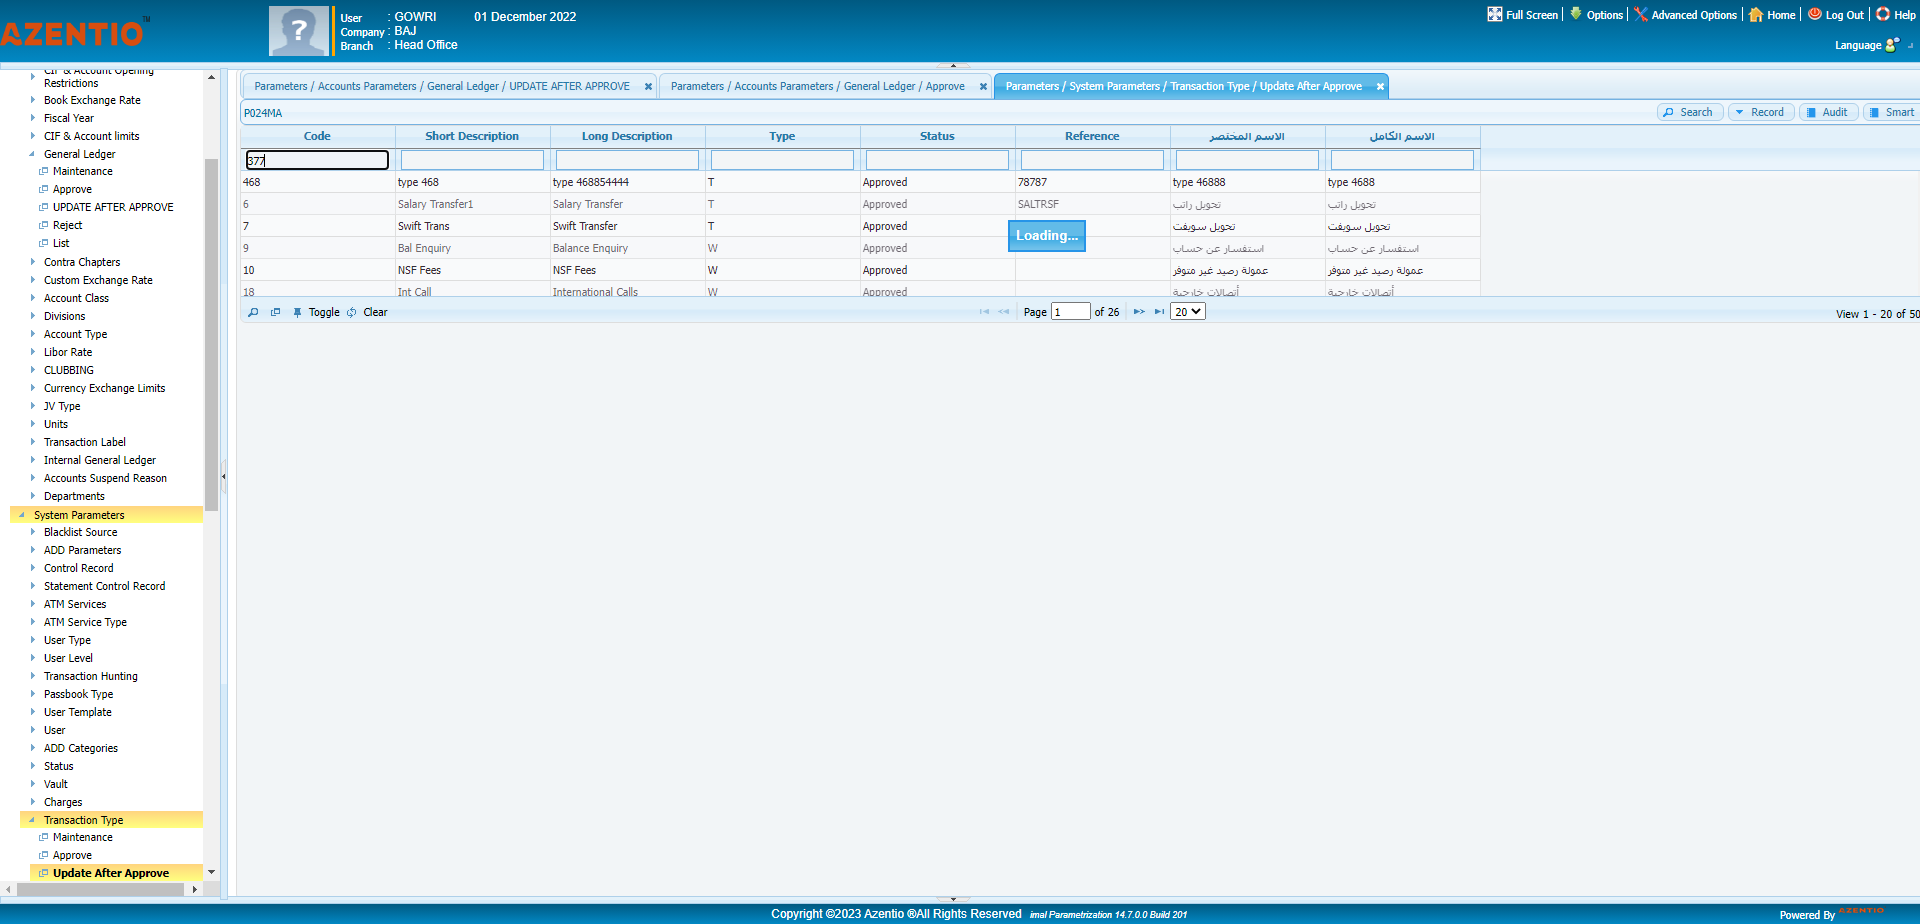 AZENTIO™
User : GOWRI 01 December 2022
Company : BAJ
Branch : Head Office
Full Screen Options Advanced Options Home Log Out Help
Language
CIF & Account Opening
Restrictions
Book Exchange Rate
Fiscal Year
CIF & Account limits
General Ledger
Maintenance
Approve
UPDATE AFTER APPROVE
Reject
List
Contra Chapters
Custom Exchange Rate
Account Class
Divisions
Account Type
Libor Rate
CLUBBING
Currency Exchange Limits
JV Type
Units
Transaction Label
Internal General Ledger
Accounts Suspend Reason
Departments
System Parameters
Blacklist Source
ADD Parameters
Control Record
Statement Control Record
ATM Services
ATM Service Type
User Type
User Level
Transaction Hunting
Passbook Type
User Template
User
ADD Categories
Status
Vault
Charges
Transaction Type
Maintenance
Approve
Update After Approve
Parameters / Accounts Parameters / General Ledger / UPDATE AFTER APPROVE
Parameters / Accounts Parameters / General Ledger / Approve
Parameters / System Parameters / Transaction Type / Update After Approve
P024MA
Search Record Audit Smart
Code Short Description Long Description Type Status Reference الاسم المختصر الاسم الكامل
377
468 type 468 type 468854444 T Approved 78787 type 46888 type 4688
6 Salary Transfer1 Salary Transfer T Approved SALTRSF تحويل راتب تحويل راتب
7 Swift Trans Swift Transfer T Approved تحويل سويفت تحويل سويفت
9 Bal Enquiry Balance Enquiry W Approved استفسار عن حساب استفسار عن حساب
10 NSF Fees NSF Fees W Approved عمولة رصيد غير متوفر عمولة رصيد غير متوفر
18 Int Call International Calls W Approved أتصالات خارجية أتصالات خارجية
Loading...
Toggle Clear
Page 1 of 26 20
View 1 - 20 of 50
Copyright ©2023 Azentio ®All Rights Reserved imal Parametrization 14.7.0.0 Build 201
Powered By AZENTIO